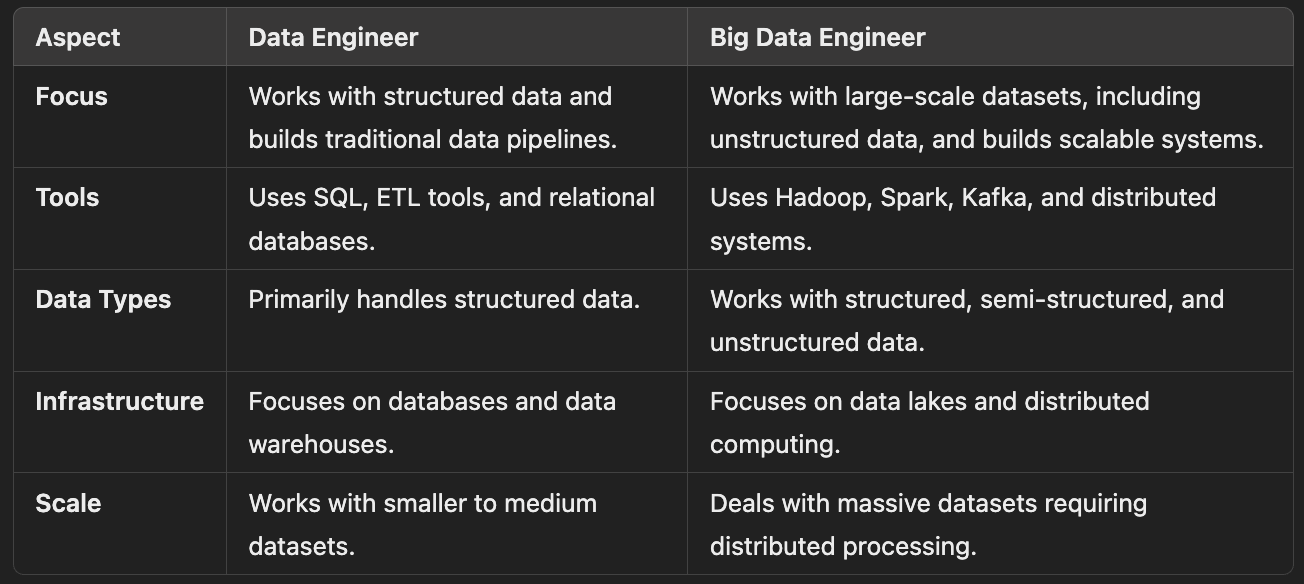 Aspect
Data Engineer
Big Data Engineer
Focus
Works with structured data and
builds traditional data pipelines.
Works with large-scale datasets, including
unstructured data, and builds scalable systems.
Tools
Uses SQL, ETL tools, and relational
databases.
Uses Hadoop, Spark, Kafka, and distributed
systems.
Data Types
Primarily handles structured data.
Works with structured, semi-structured, and
unstructured data.
Infrastructure
Focuses on databases and data
warehouses.
Focuses on data lakes and distributed
computing.
Scale
Works with smaller to medium
datasets.
Deals with massive datasets requiring
distributed processing.